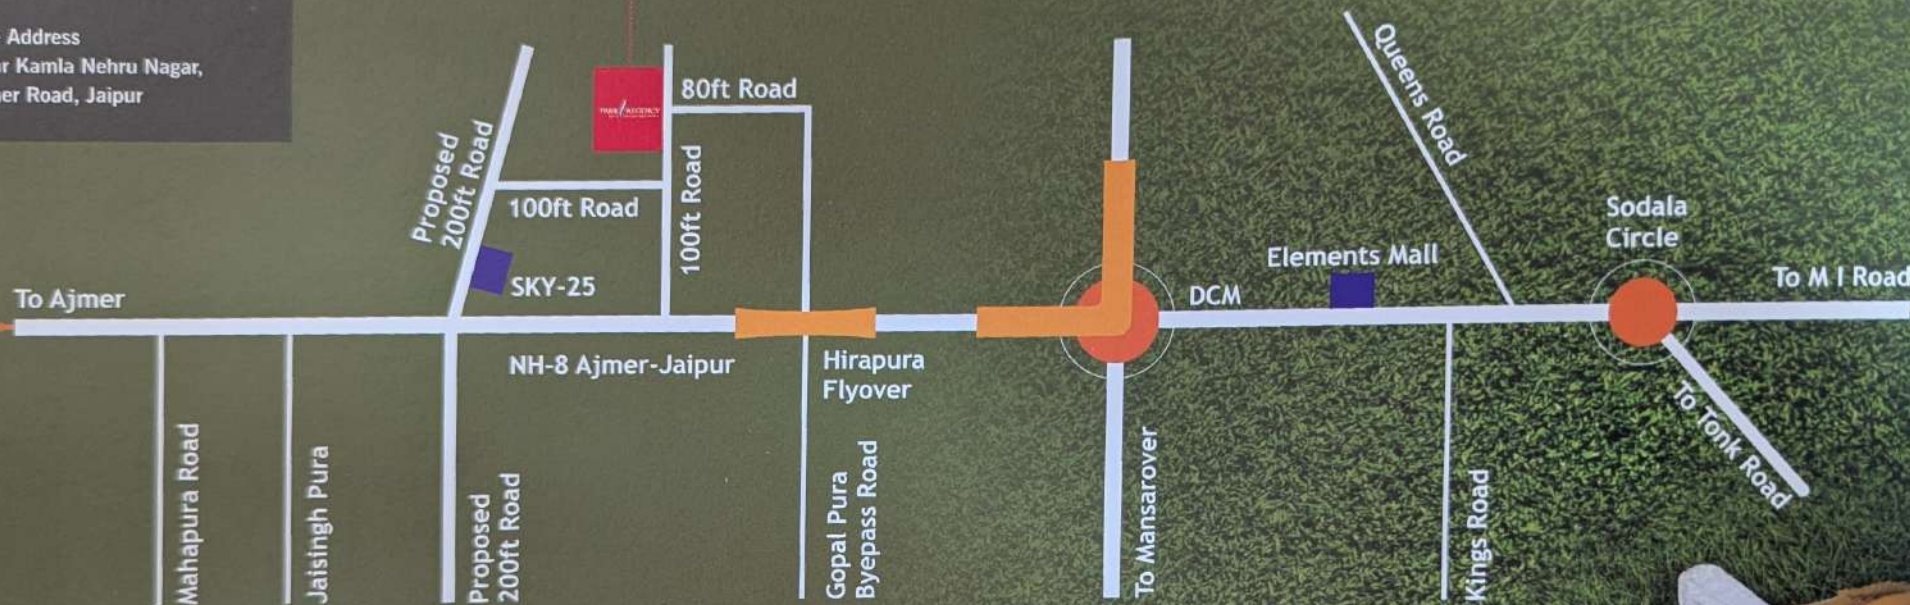 Address
Kamla Nehru Nagar,
Road, Jaipur
80ft Road
Proposed
200ft Road
100ft Road
100ft Road
SKY-25
To Ajmer
NH-8 Ajmer-Jaipur
Hirapura
Flyover
DCM
Elements Mall
Queens Road
Sodala
Circle
To M I Road
To Tonk Road
Mahapura Road
Jaisingh Pura
Proposed
200ft Road
Gopal Pura
Byepass Road
To Mansarover
Kings Road